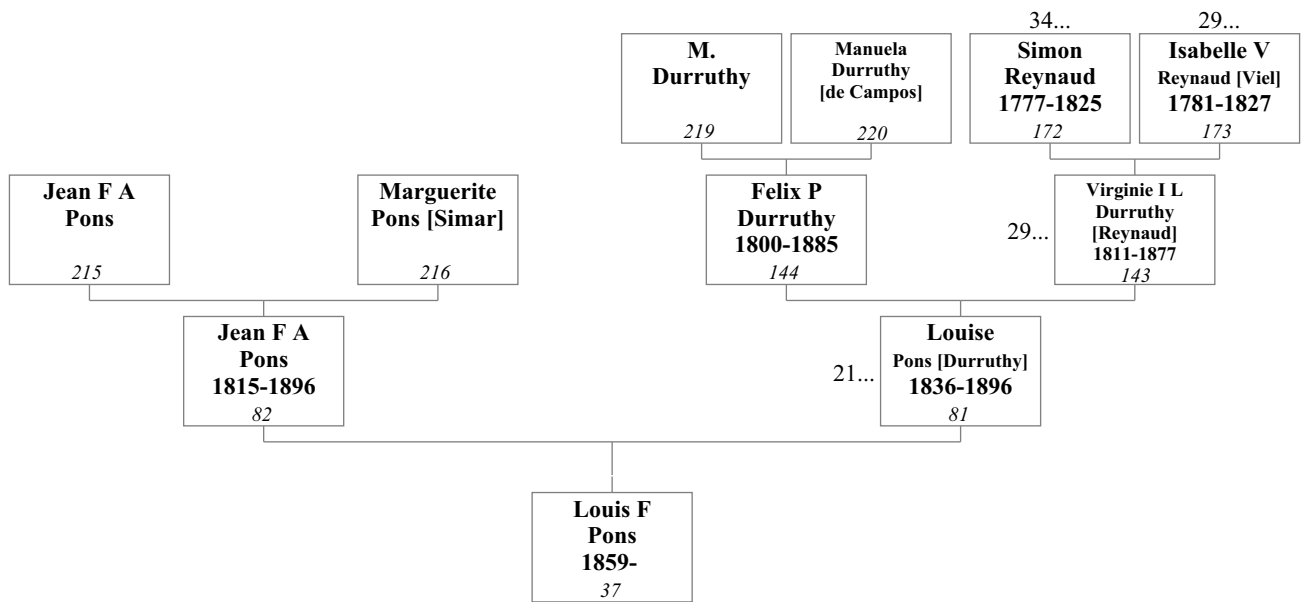 34...
29...
M.
Durruthy
219
Manuela
Durruthy
[de Campos]
220
Simon
Reynaud
1777-1825
172
Isabelle V
Reynaud [Viel]
1781-1827
173
Jean F A
Pons
215
Marguerite
Pons [Simar]
216
Felix P
Durruthy
1800-1885
144
29...
Virginie I L
Durruthy
[Reynaud]
1811-1877
143
Jean F A
Pons
1815-1896
82
21...
Louise
Pons [Durruthy]
1836-1896
81
Louis F
Pons
1859-
37